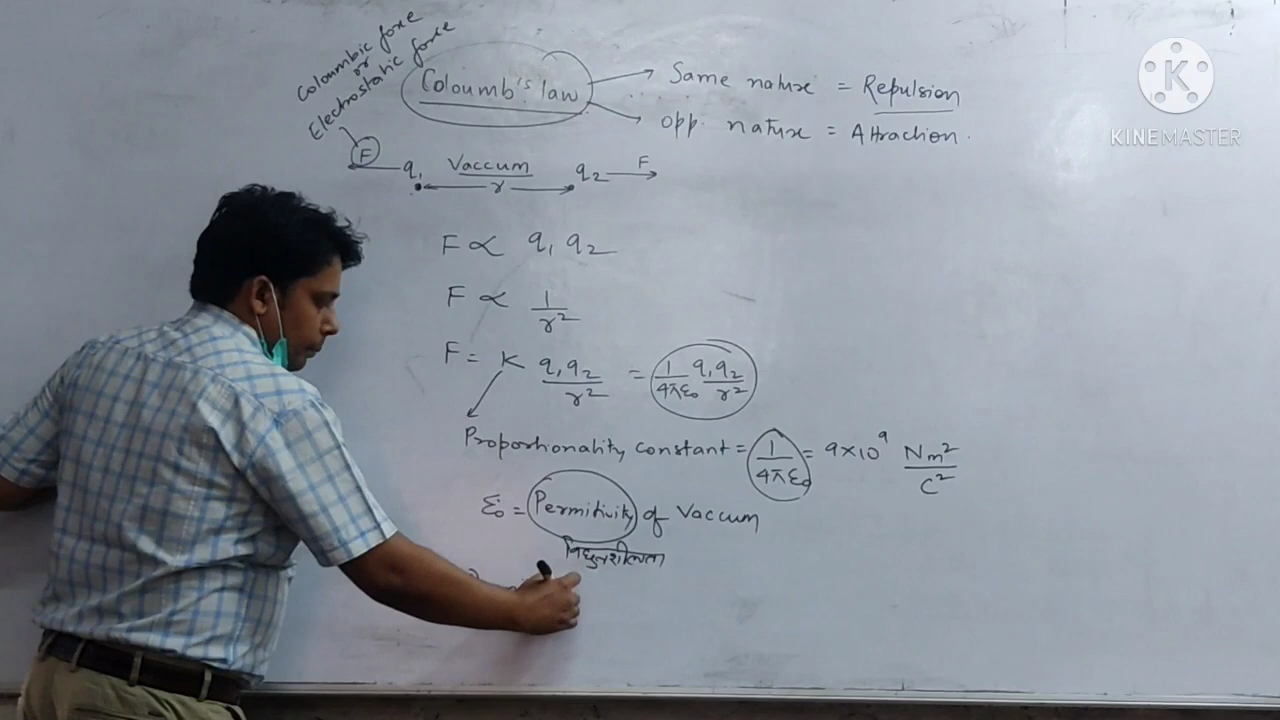 Coloumbic force
or
Electrostatic force
Coloumb's law
Same nature = Repulsion
opp. nature = Attraction.
K
KINEMASTER
F q₁ Vaccum q₂ F
r
F ∝ q₁ q₂
F ∝ 1/r²
F = K q₁q₂/r² = 1/4πε₀ q₁q₂/r²
Proportionality constant = 1/4πε₀ = 9×10⁹ Nm²/C²
ε₀ = Permitivity of Vaccum
विधुतशीलता